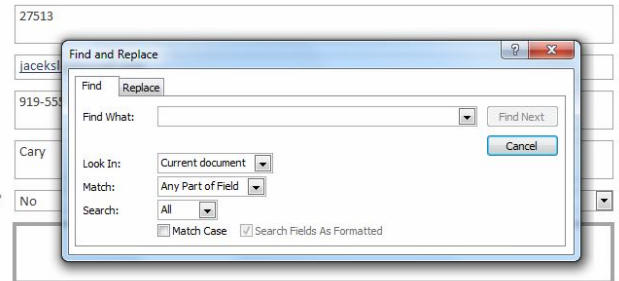 27513
Find and Replace
jaceksl
Find
Replace
919-555
Find What:
Find Next
Cancel
Cary
Look In:
Current document
Match:
Any Part of Field
No
Search:
All
Match Case
Search Fields As Formatted